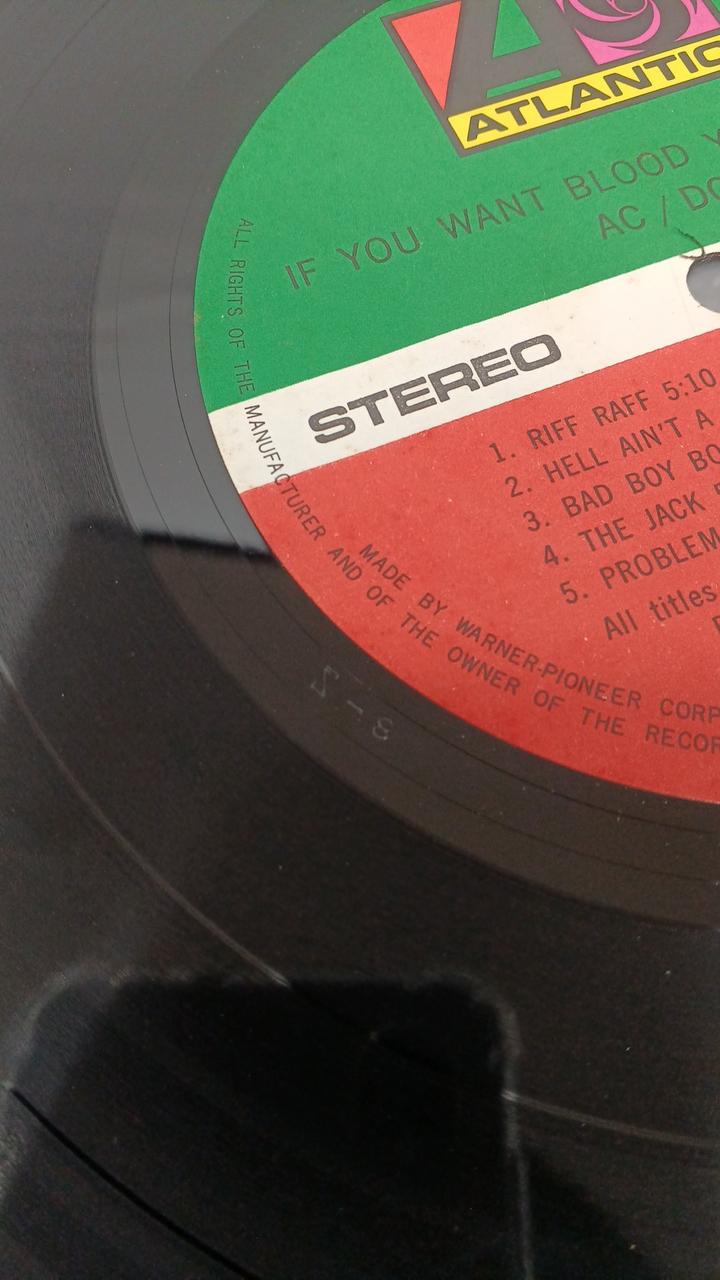 ATLANTIC
IF YOU WANT BLOOD
AC / DC
STEREO
1. RIFF RAFF 5:10
2. HELL AIN'T A
3. BAD BOY BO
4. THE JACK
5. PROBLEM
All titles
MADE BY WARNER-PIONEER CORP
ALL RIGHTS OF THE MANUFACTURER AND OF THE OWNER OF THE RECOR